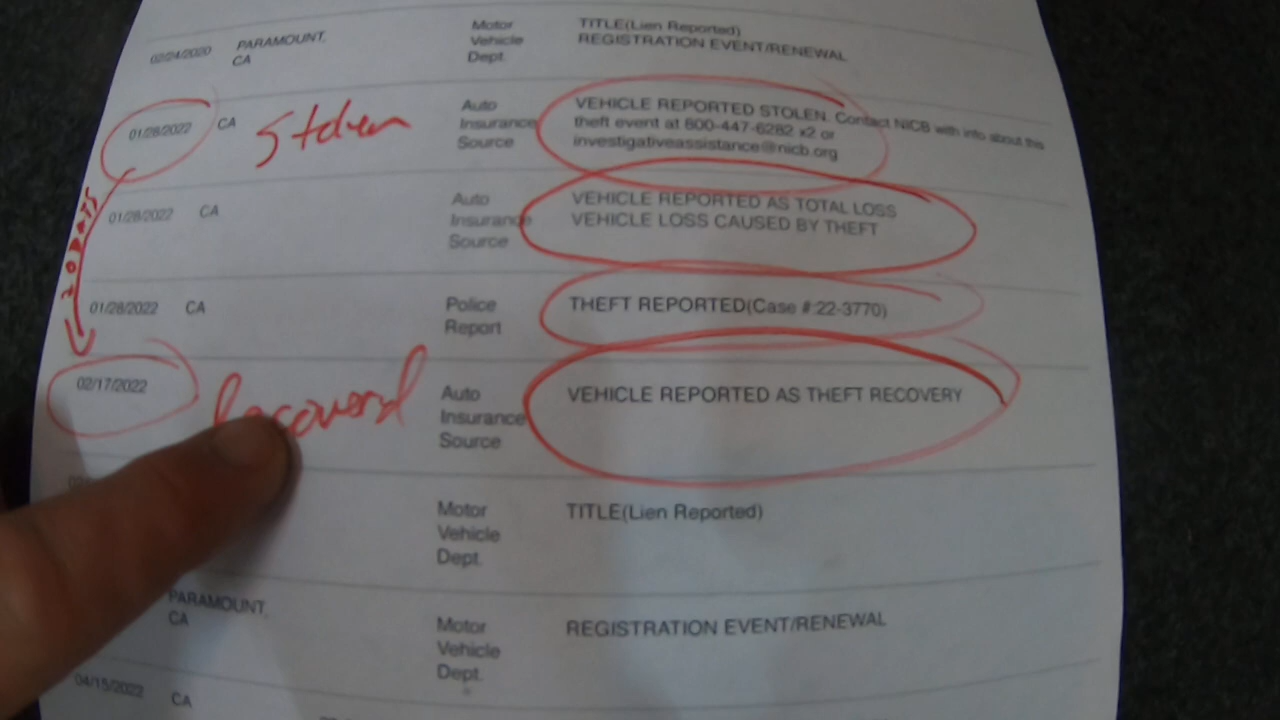 TITLE(Lien Reported)
02/24/2020 PARAMOUNT, CA Motor Vehicle Dept. REGISTRATION EVENT/RENEWAL
01/28/2022 CA Stolen Auto Insurance Source VEHICLE REPORTED STOLEN. Contact NICB with info about this
theft event at 800-447-6282 x2 or
investigativeassistance@nicb.org
01/28/2022 CA Auto Insurance Source VEHICLE REPORTED AS TOTAL LOSS
VEHICLE LOSS CAUSED BY THEFT
01/28/2022 CA Police Report THEFT REPORTED(Case #:22-3770)
02/17/2022 Auto Insurance Source VEHICLE REPORTED AS THEFT RECOVERY
Motor Vehicle Dept. TITLE(Lien Reported)
PARAMOUNT, CA Motor Vehicle Dept. REGISTRATION EVENT/RENEWAL
04/15/2022 CA